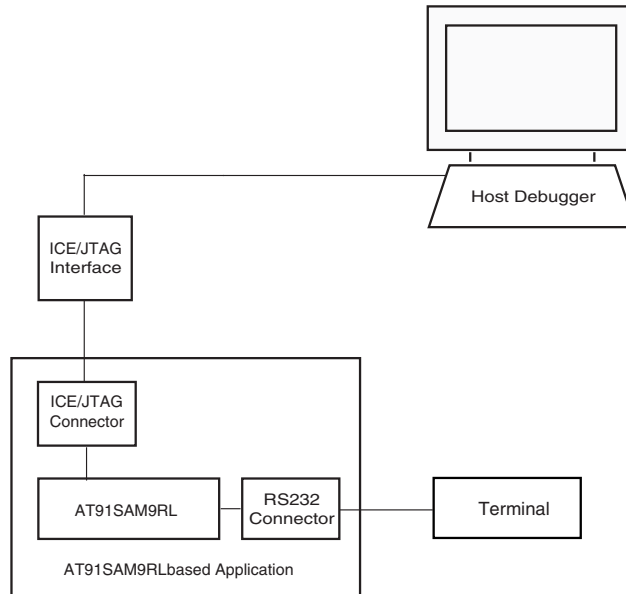 Host Debugger
ICE/JTAG
Interface
ICE/JTAG
Connector
AT91SAM9RL
RS232
Connector
Terminal
AT91SAM9RLbased Application